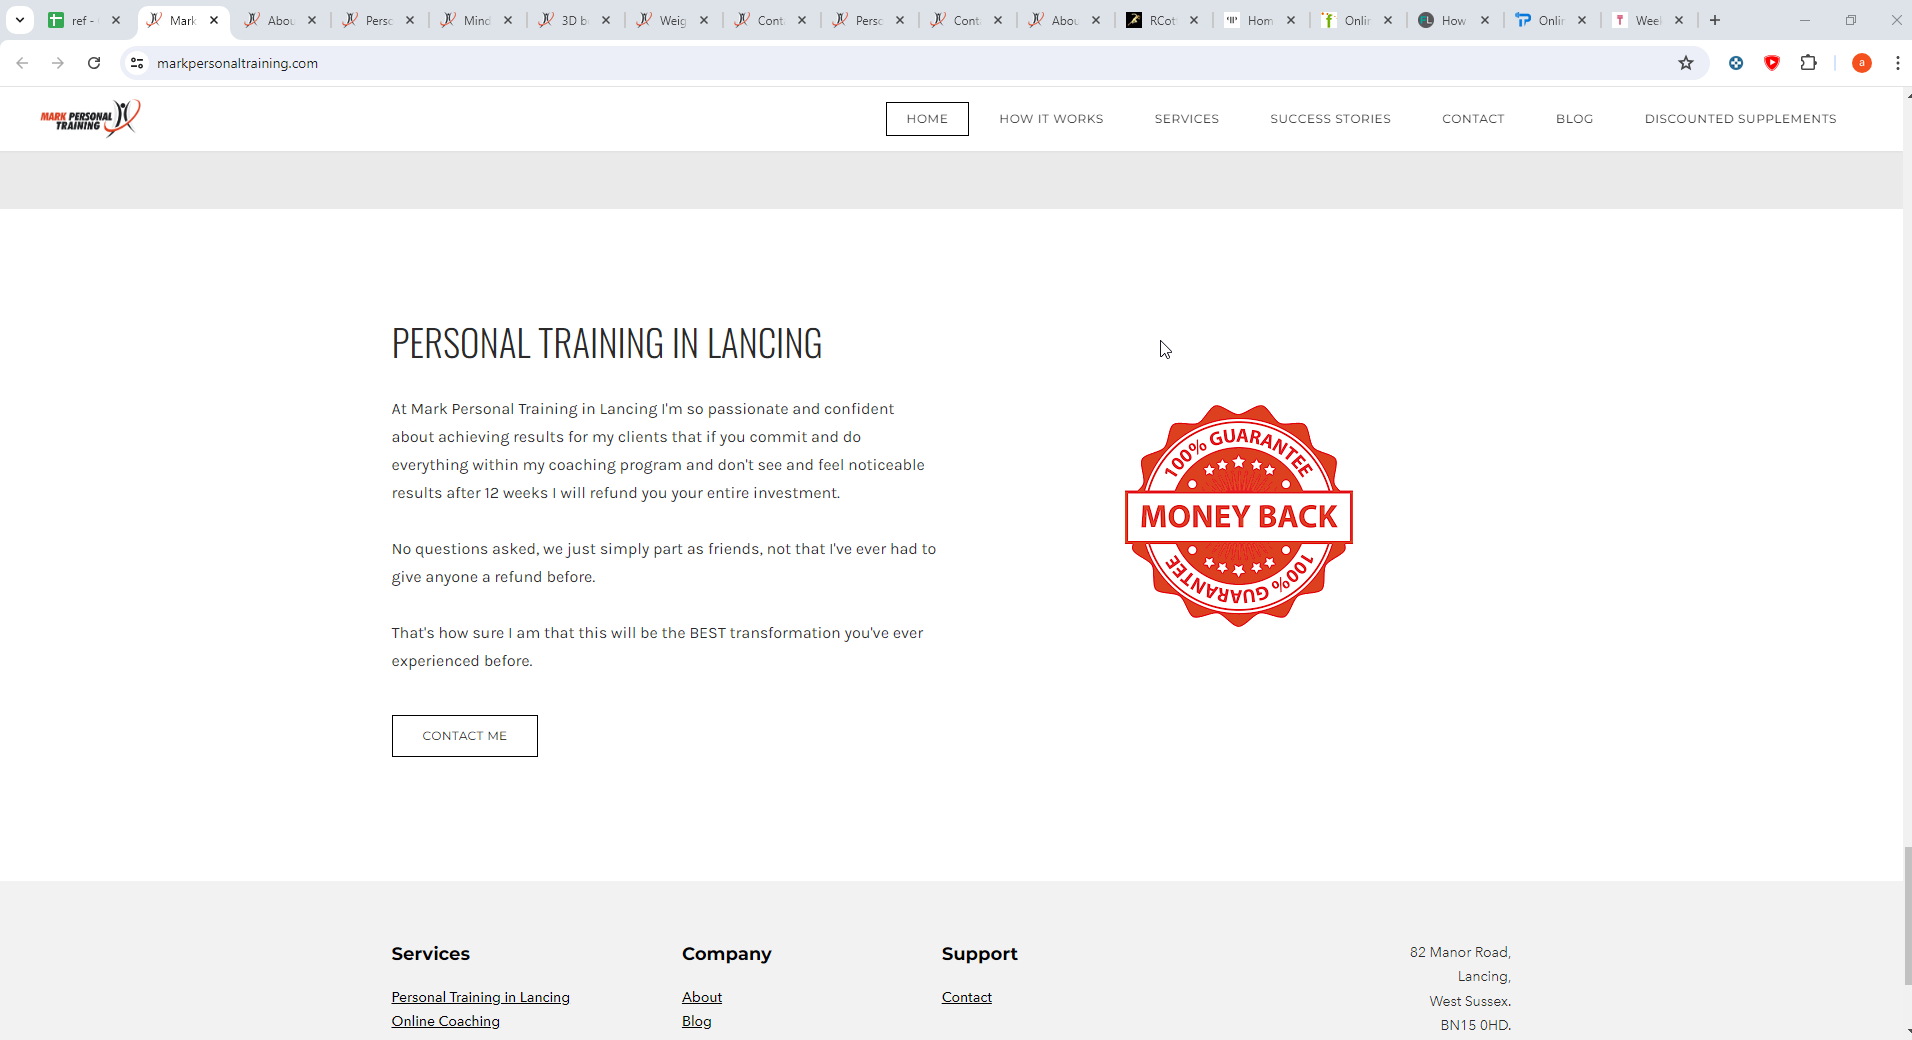 ref -
Mark
Abou
Perso
Mind
3D b
Weig
Cont
Perso
Cont
Abou
RCot
Hom
Onlin
How
Onlin
Weel
markpersonaltraining.com
a
MARK PERSONAL
TRAINING
HOME
HOW IT WORKS
SERVICES
SUCCESS STORIES
CONTACT
BLOG
DISCOUNTED SUPPLEMENTS
PERSONAL TRAINING IN LANCING
At Mark Personal Training in Lancing I'm so passionate and confident
about achieving results for my clients that if you commit and do
everything within my coaching program and don't see and feel noticeable
results after 12 weeks I will refund you your entire investment.
No questions asked, we just simply part as friends, not that I've ever had to
give anyone a refund before.
That's how sure I am that this will be the BEST transformation you've ever
experienced before.
CONTACT ME
100% GUARANTEE
MONEY BACK
100% GUARANTEE
Services
Personal Training in Lancing
Online Coaching
Company
About
Blog
Support
Contact
82 Manor Road,
Lancing,
West Sussex.
BN15 0HD.